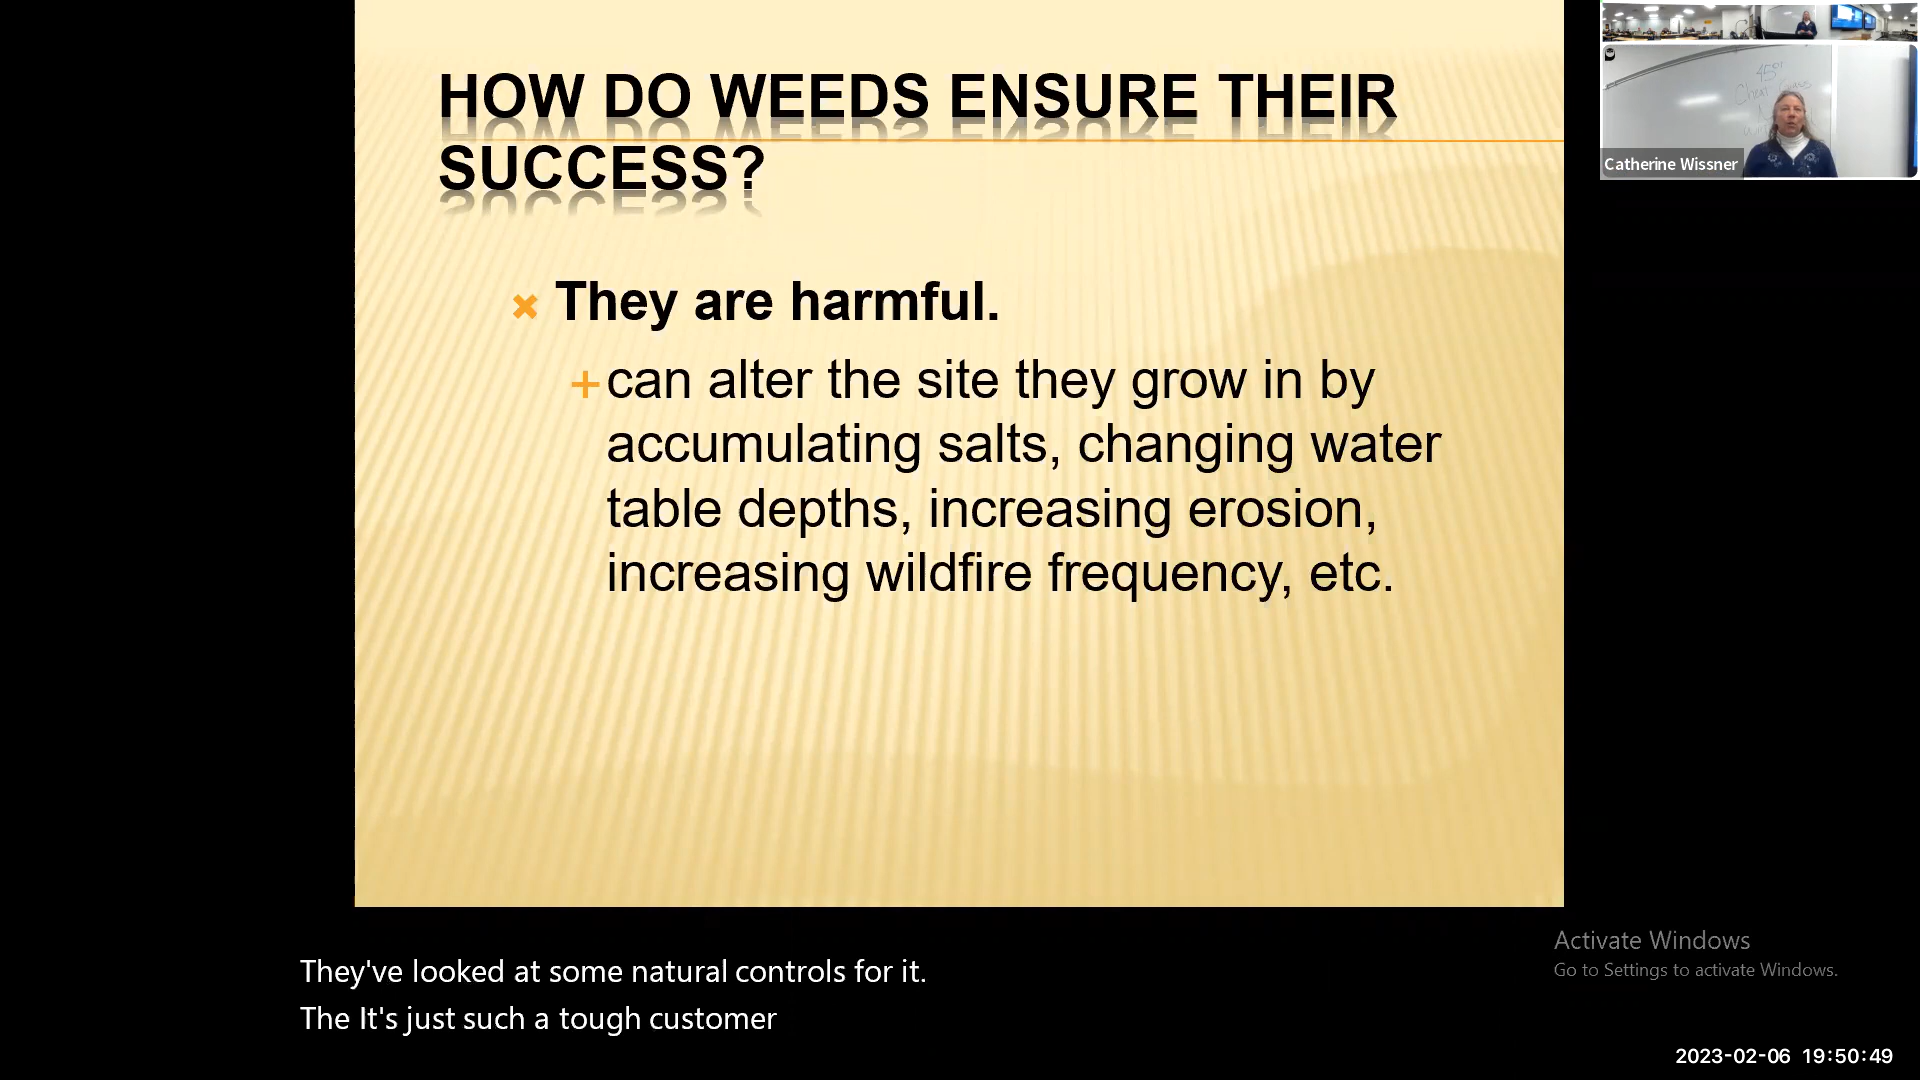 HOW DO WEEDS ENSURE THEIR
SUCCESS?
They are harmful.
can alter the site they grow in by
accumulating salts, changing water
table depths, increasing erosion,
increasing wildfire frequency, etc.
45°
Catherine Wissner
They've looked at some natural controls for it.
The It's just such a tough customer
Activate Windows
Go to Settings to activate Windows.
2023-02-06 19:50:49